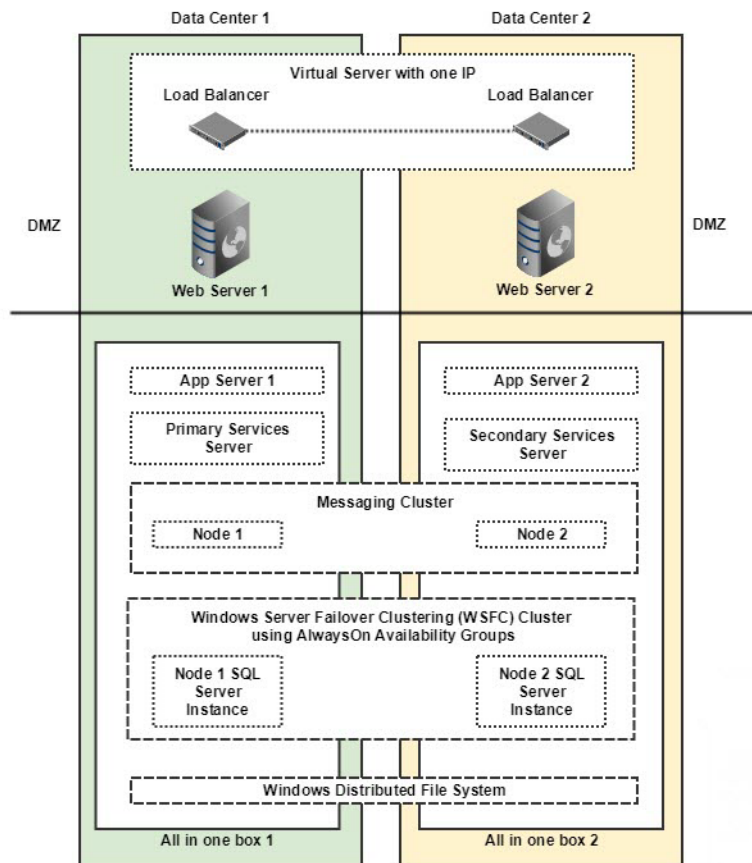 Data Center 1
Data Center 2
Virtual Server with one IP
Load Balancer
Load Balancer
DMZ
DMZ
Web Server 1
Web Server 2
App Server 1
App Server 2
Primary Services
Server
Secondary Services
Server
Messaging Cluster
Node 1
Node 2
Windows Server Failover Clustering (WSFC) Cluster
using AlwaysOn Availability Groups
Node 1 SQL
Server
Instance
Node 2 SQL
Server
Instance
Windows Distributed File System
All in one box 1
All in one box 2